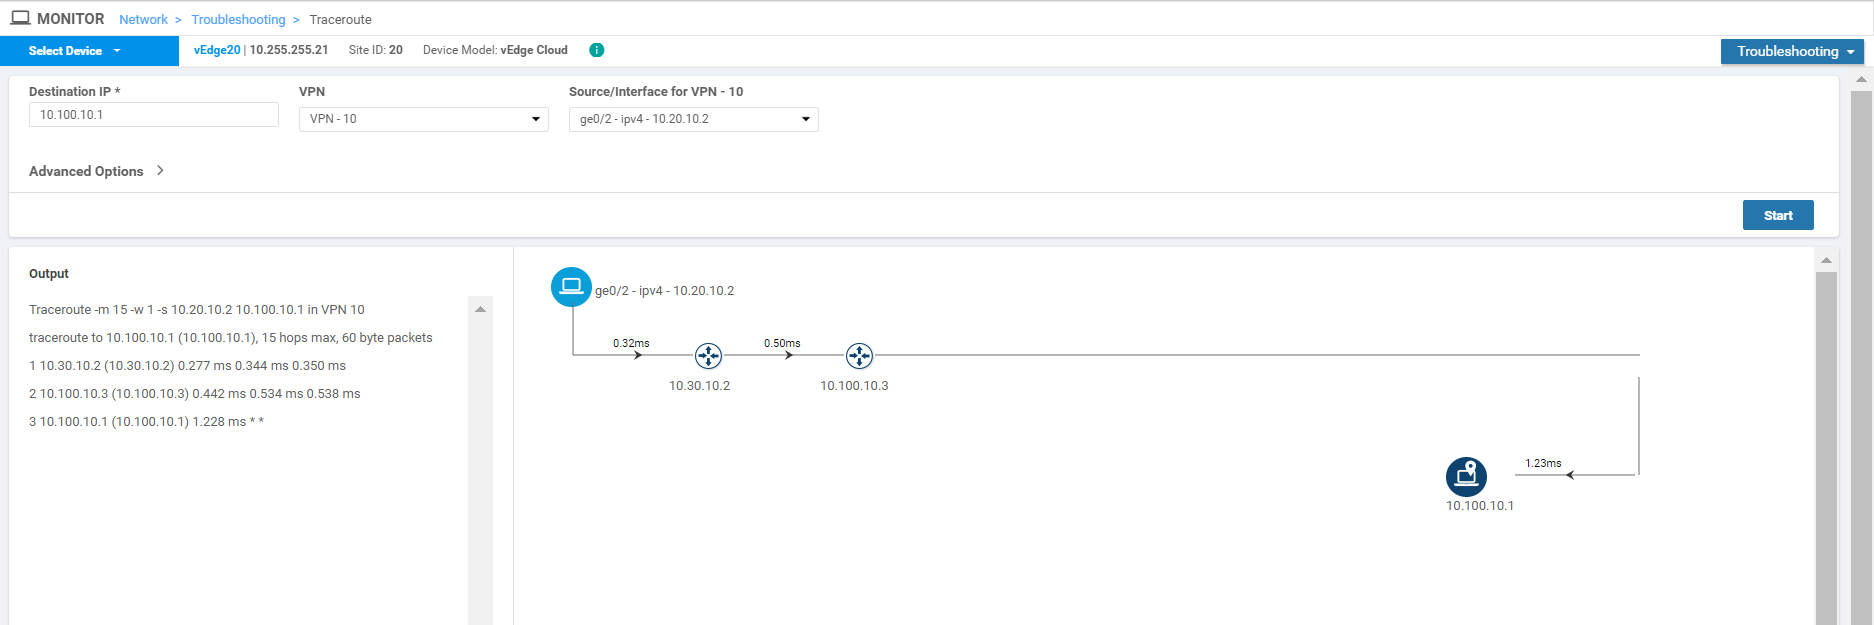 MONITOR Network > Troubleshooting > Traceroute
Select Device vEdge20 | 10.255.255.21 Site ID: 20 Device Model: vEdge Cloud i Troubleshooting
Destination IP * VPN Source/Interface for VPN - 10
10.100.10.1 VPN - 10 ge0/2 - ipv4 - 10.20.10.2
Advanced Options
Start
Output
Traceroute -m 15 -w 1 -s 10.20.10.2 10.100.10.1 in VPN 10
traceroute to 10.100.10.1 (10.100.10.1), 15 hops max, 60 byte packets
1 10.30.10.2 (10.30.10.2) 0.277 ms 0.344 ms 0.350 ms
2 10.100.10.3 (10.100.10.3) 0.442 ms 0.534 ms 0.538 ms
3 10.100.10.1 (10.100.10.1) 1.228 ms * *
ge0/2 - ipv4 - 10.20.10.2
0.32ms 0.50ms
10.30.10.2 10.100.10.3
1.23ms
10.100.10.1